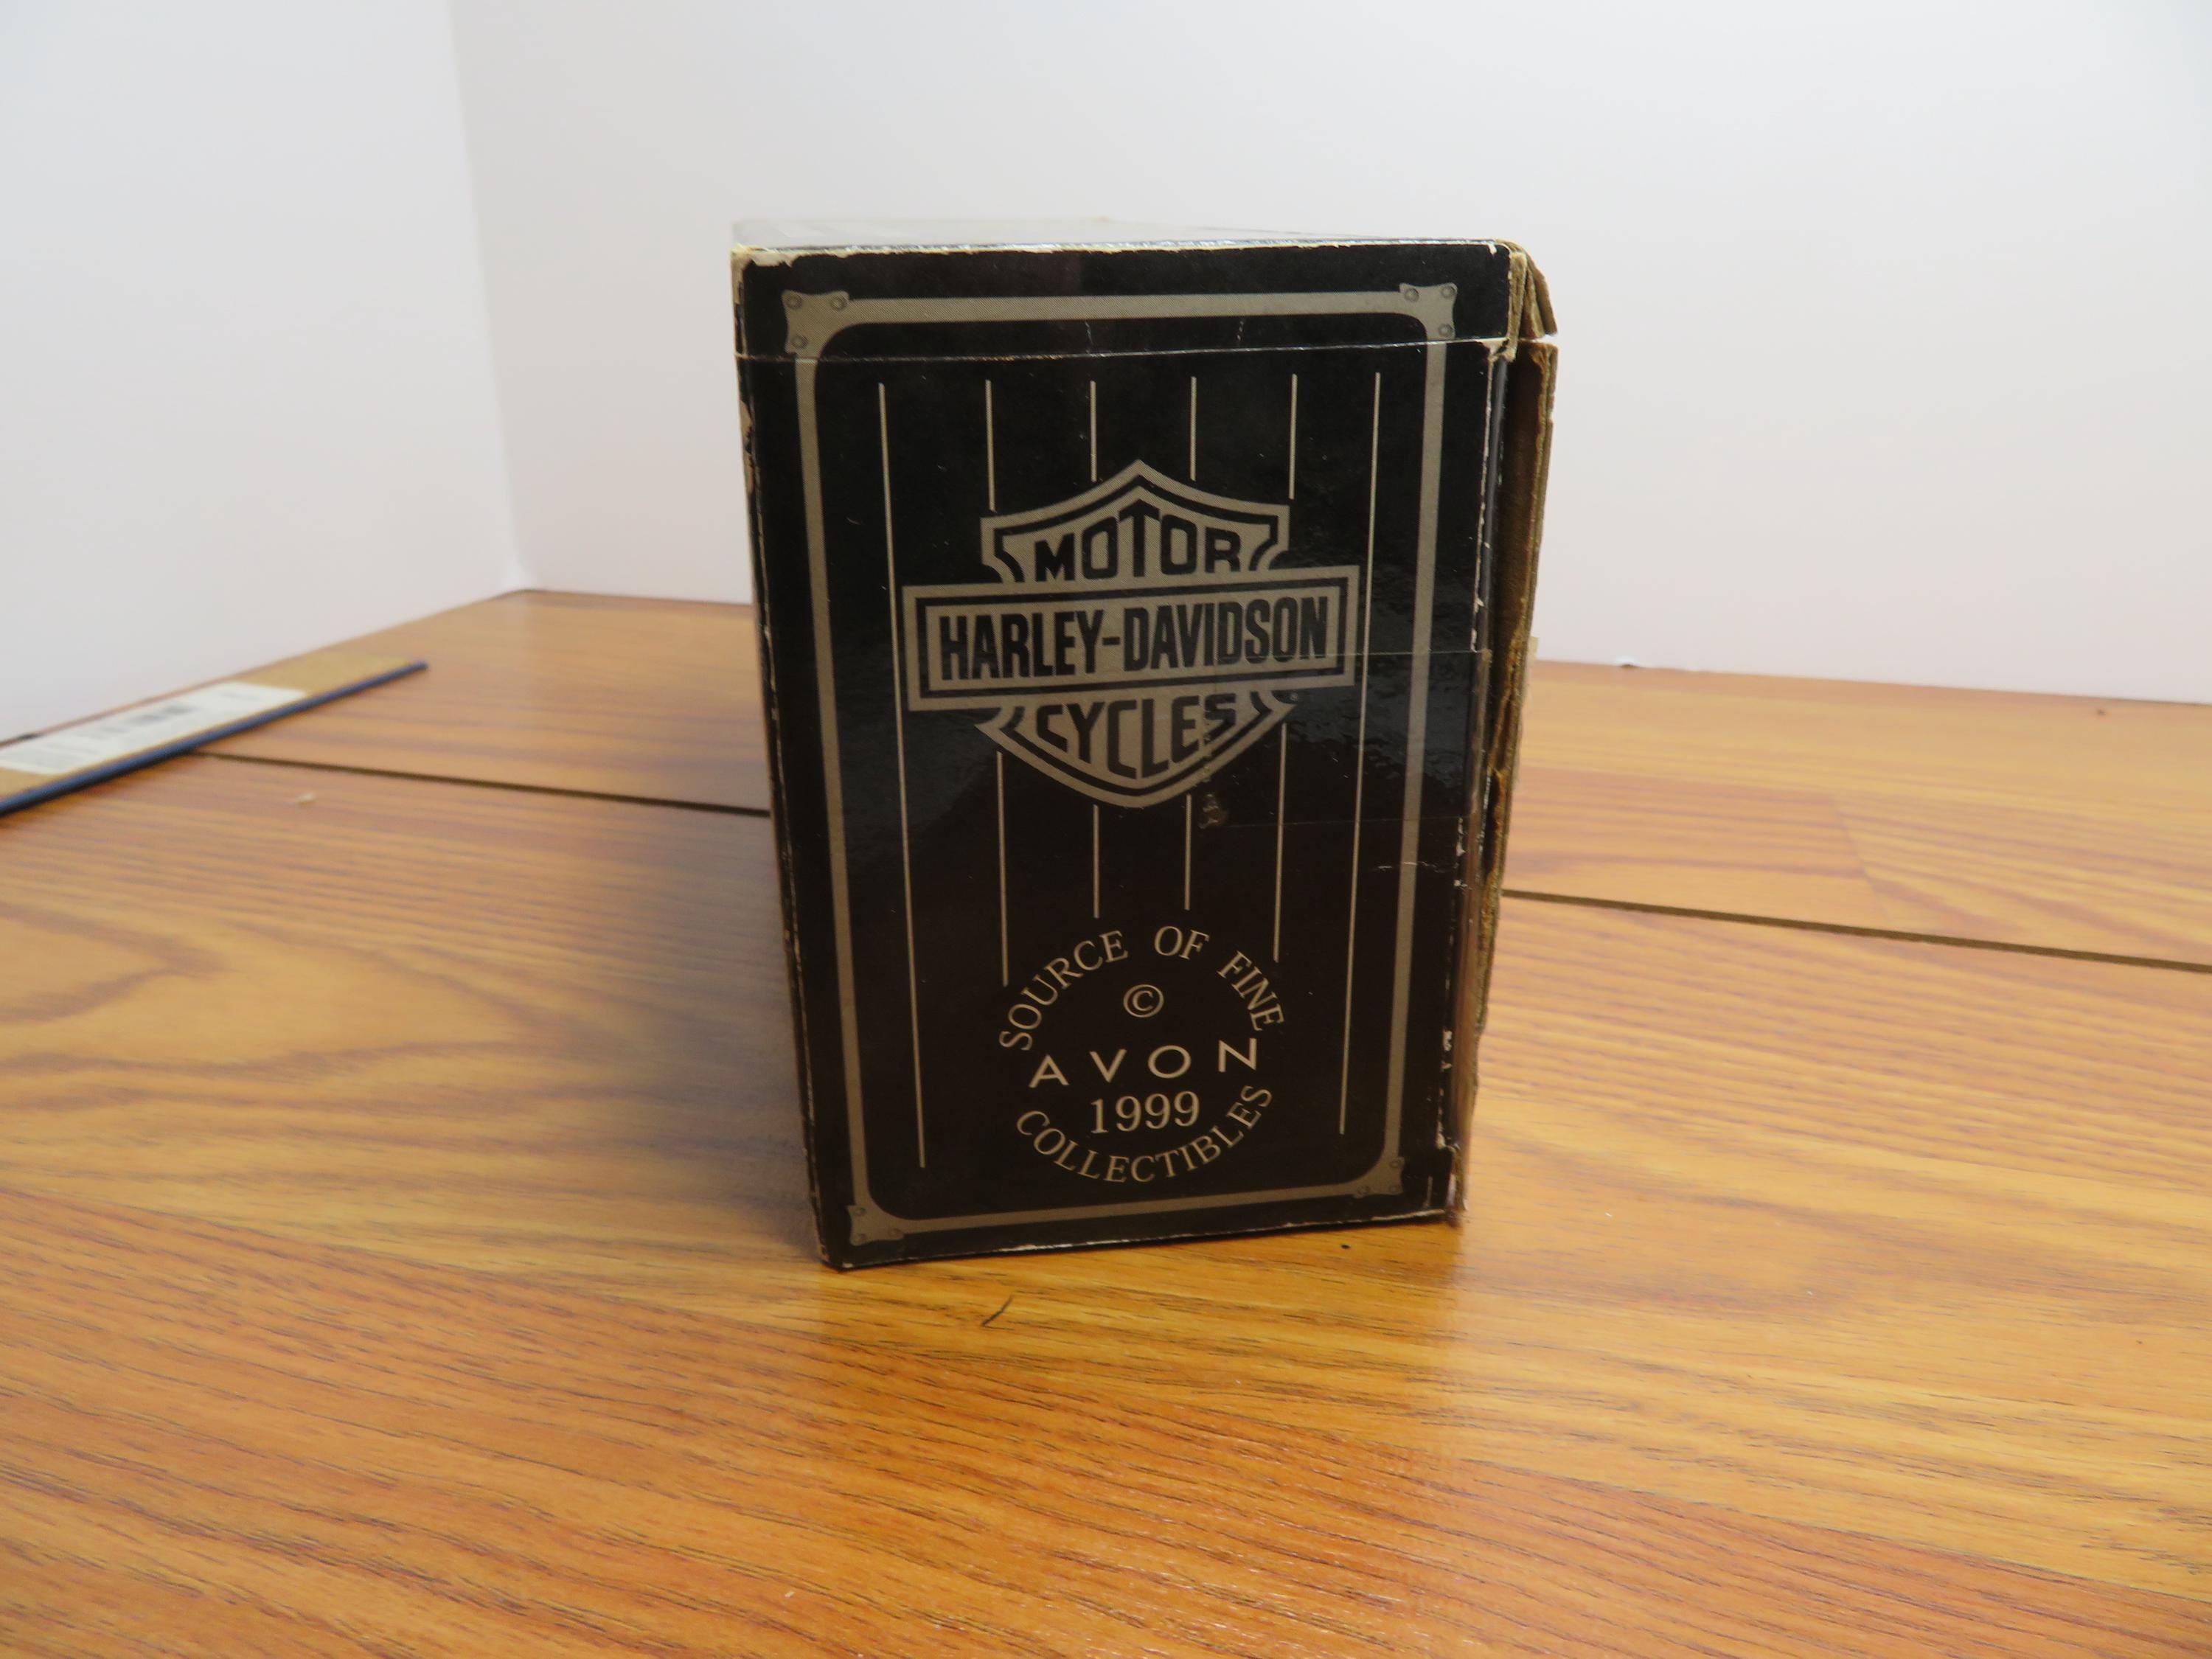 MOTOR
HARLEY-DAVIDSON
CYCLES
SOURCE OF FINE
©
AVON
1999
COLLECTIBLES